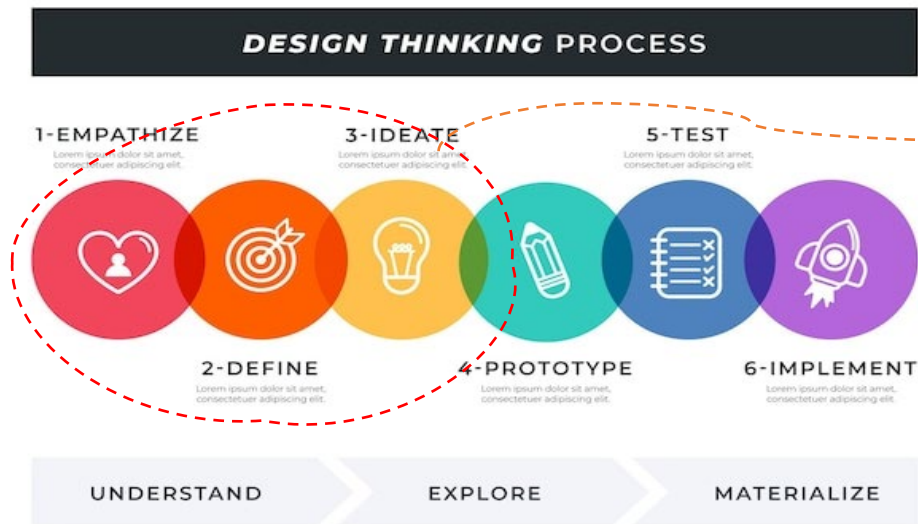 DESIGN THINKING PROCESS
1-EMPATHIZE
Lorem ipsum dolor sit amet,
consectetuer adipiscing elit.
3-IDEATE
Lorem ipsum dolor sit amet,
consectetuer adipiscing elit.
5-TEST
Lorem ipsum dolor sit amet,
consectetuer adipiscing elit.
2-DEFINE
Lorem ipsum dolor sit amet,
consectetuer adipiscing elit.
4-PROTOTYPE
Lorem ipsum dolor sit amet,
consectetuer adipiscing elit.
6-IMPLEMENT
Lorem ipsum dolor sit amet,
consectetuer adipiscing elit.
UNDERSTAND
EXPLORE
MATERIALIZE